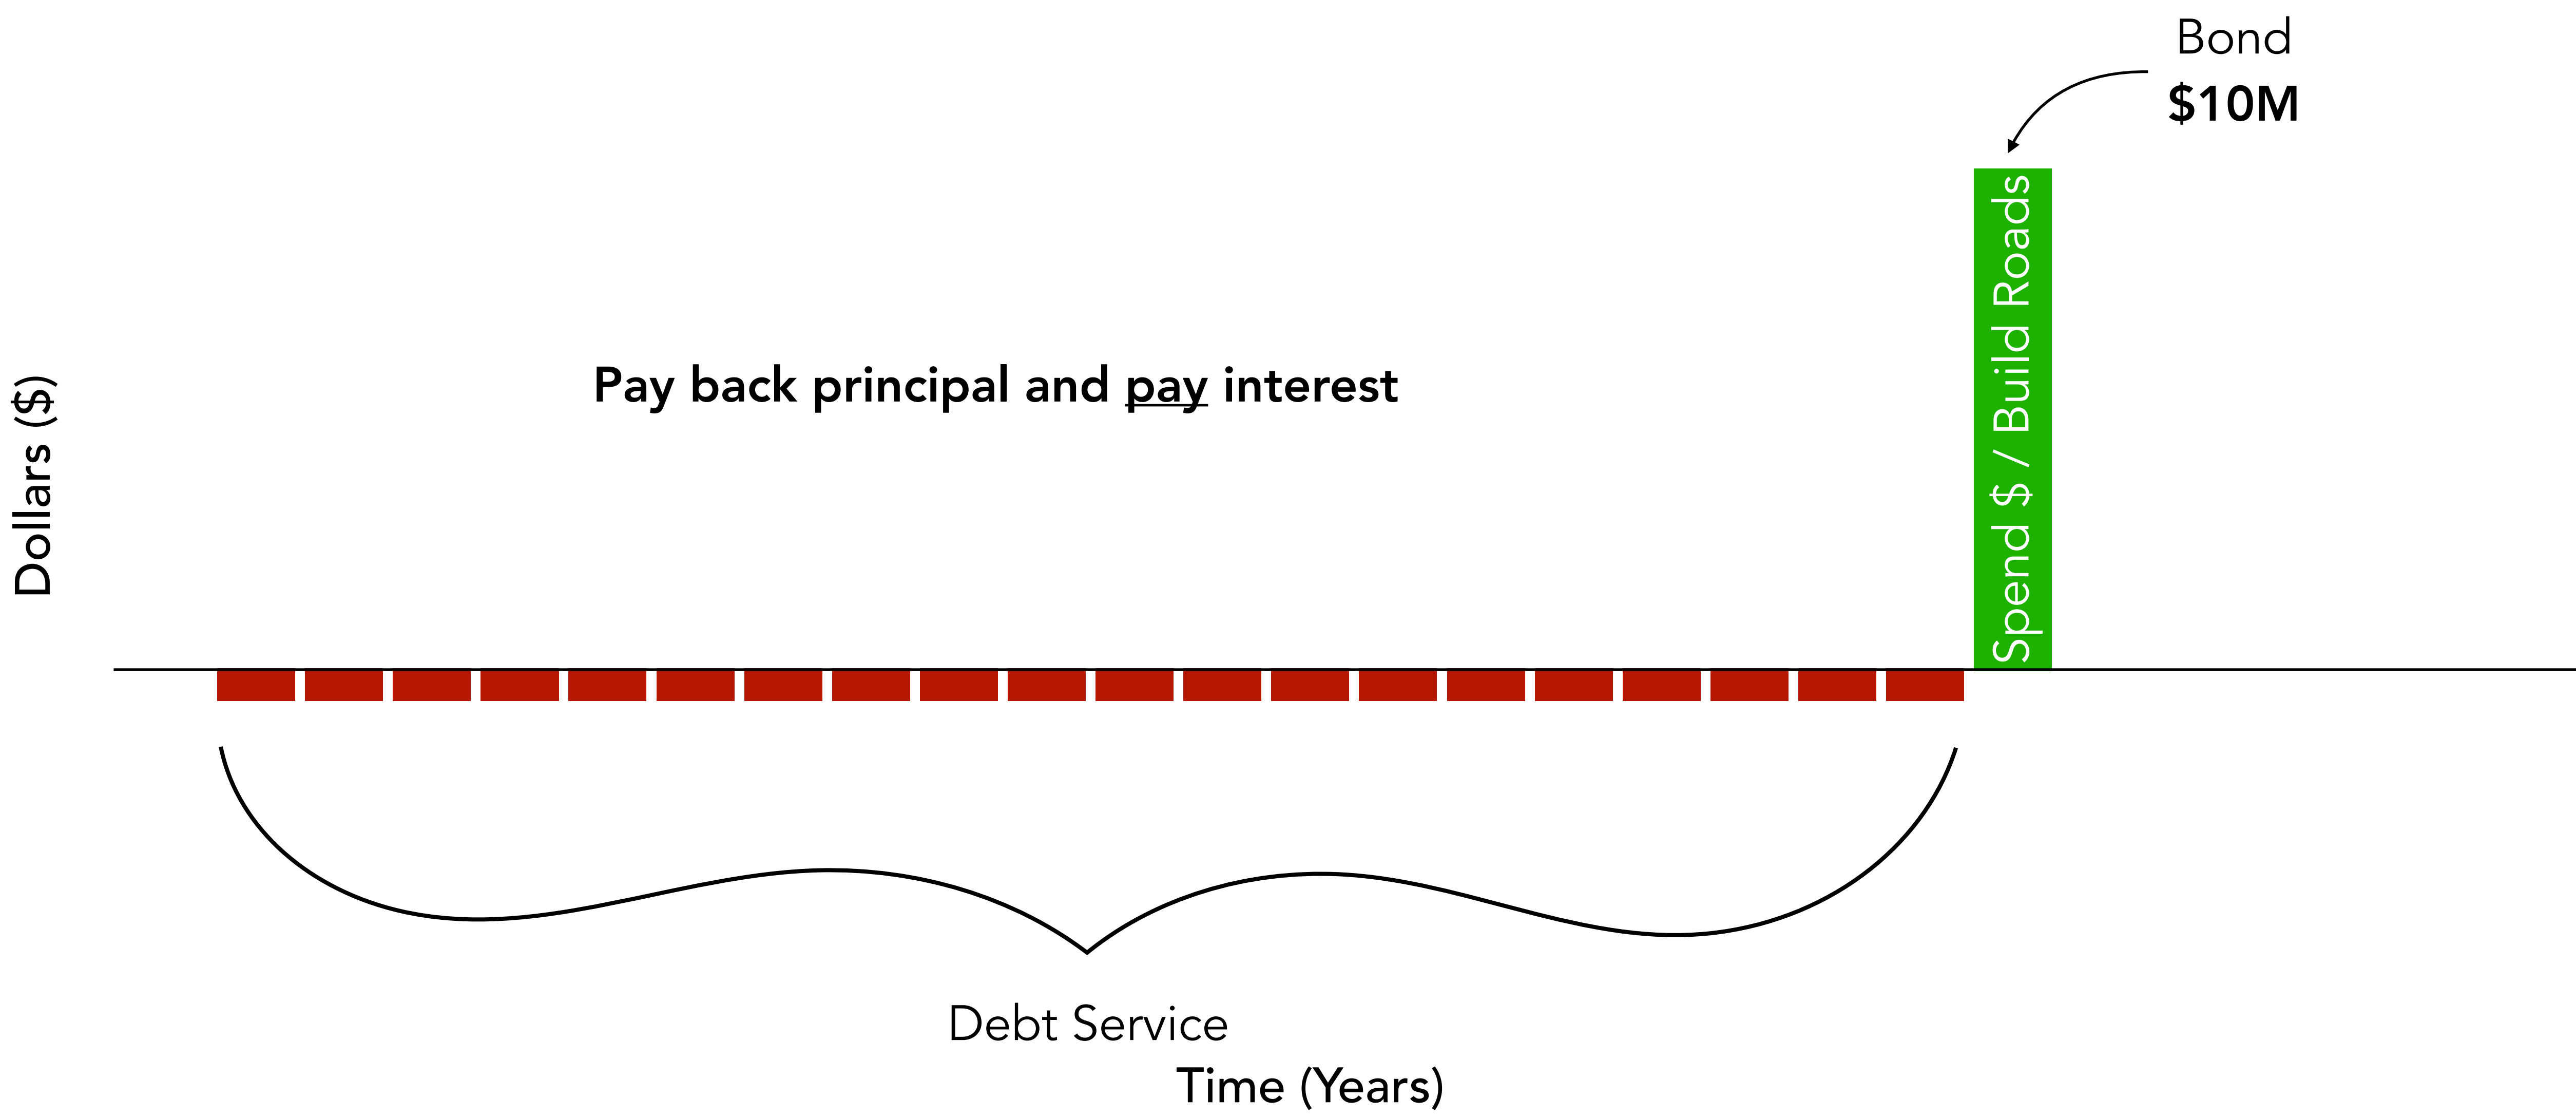 Bond
$10M
Spend $ / Build Roads
Pay back principal and pay interest
Dollars ($)
Debt Service
Time (Years)